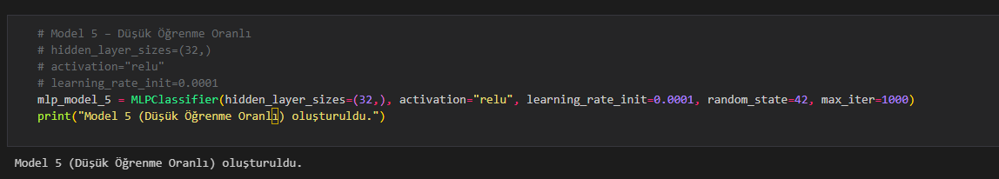 # Model 5 – Düşük Öğrenme Oranlı
# hidden_layer_sizes=(32,)
# activation="relu"
# learning_rate_init=0.0001
mlp_model_5 = MLPClassifier(hidden_layer_sizes=(32,), activation="relu", learning_rate_init=0.0001, random_state=42, max_iter=1000)
print("Model 5 (Düşük Öğrenme Oranlı) oluşturuldu.")
Model 5 (Düşük Öğrenme Oranlı) oluşturuldu.